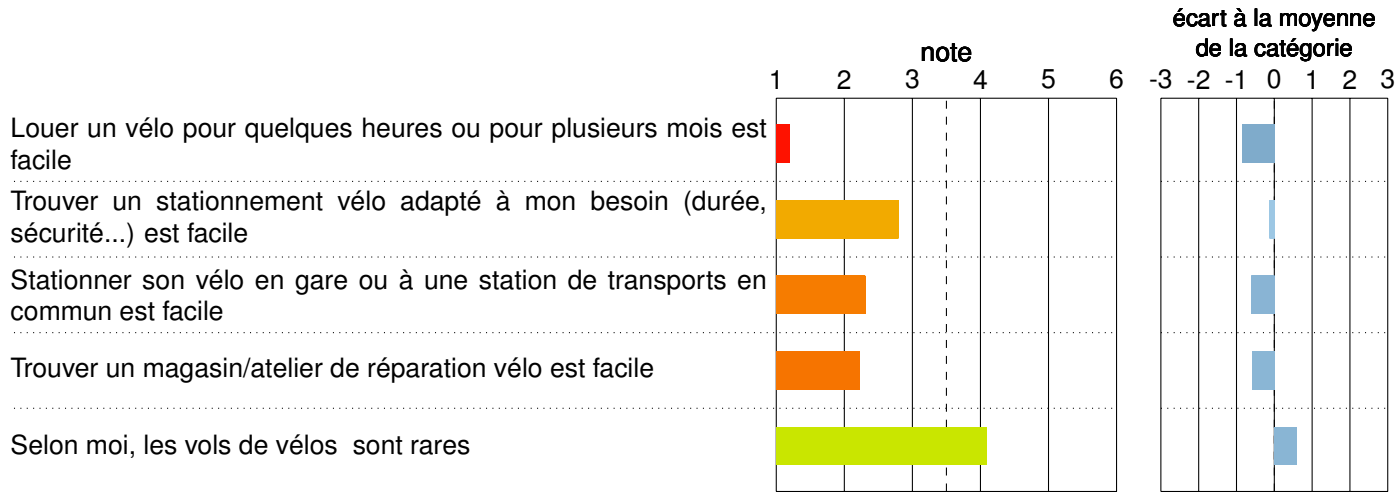 écart à la moyenne
note de la catégorie
1 2 3 4 5 6 -3 -2 -1 0 1 2 3
Louer un vélo pour quelques heures ou pour plusieurs mois est
facile
Trouver un stationnement vélo adapté à mon besoin (durée,
sécurité...) est facile
Stationner son vélo en gare ou à une station de transports en
commun est facile
Trouver un magasin/atelier de réparation vélo est facile
Selon moi, les vols de vélos sont rares